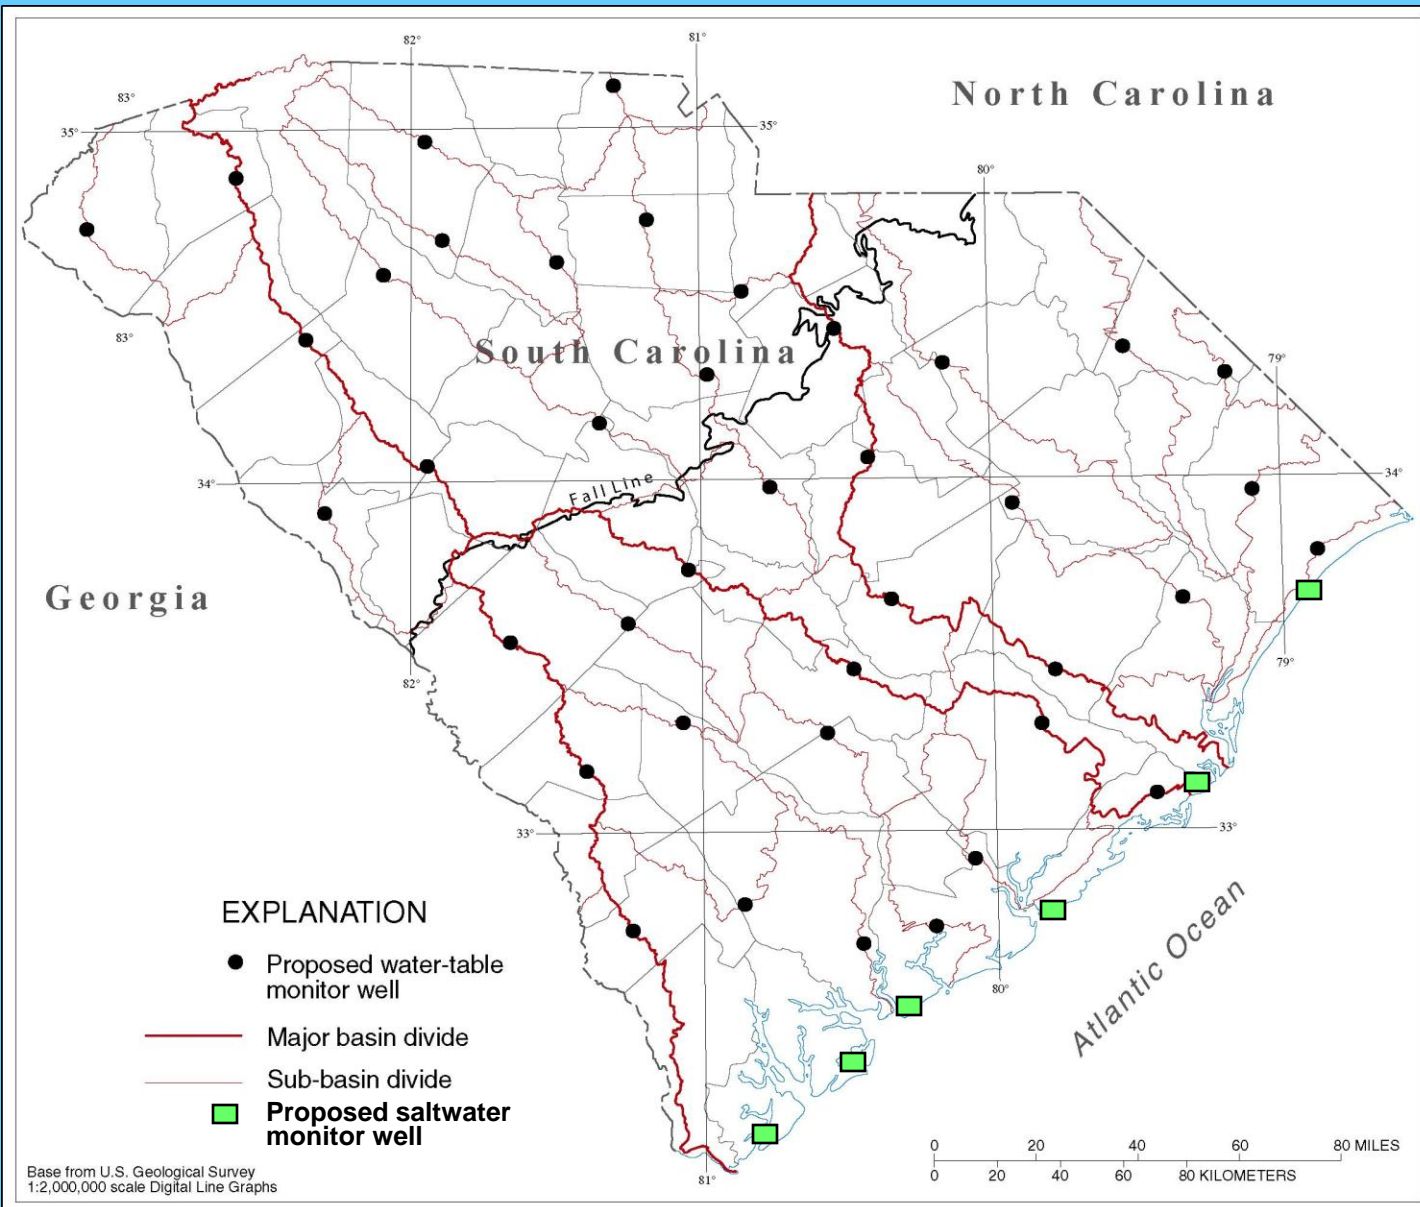 82°
81°
North Carolina
83°
35°
35°
80°
83°
South Carolina
79°
34°
Fall Line
34°
Georgia
82°
79°
33°
33°
EXPLANATION
Proposed water-table
monitor well
Major basin divide
Sub-basin divide
Proposed saltwater
monitor well
80°
Atlantic Ocean
0 20 40 60 80 MILES
0 20 40 60 80 KILOMETERS
Base from U.S. Geological Survey
1:2,000,000 scale Digital Line Graphs
81°